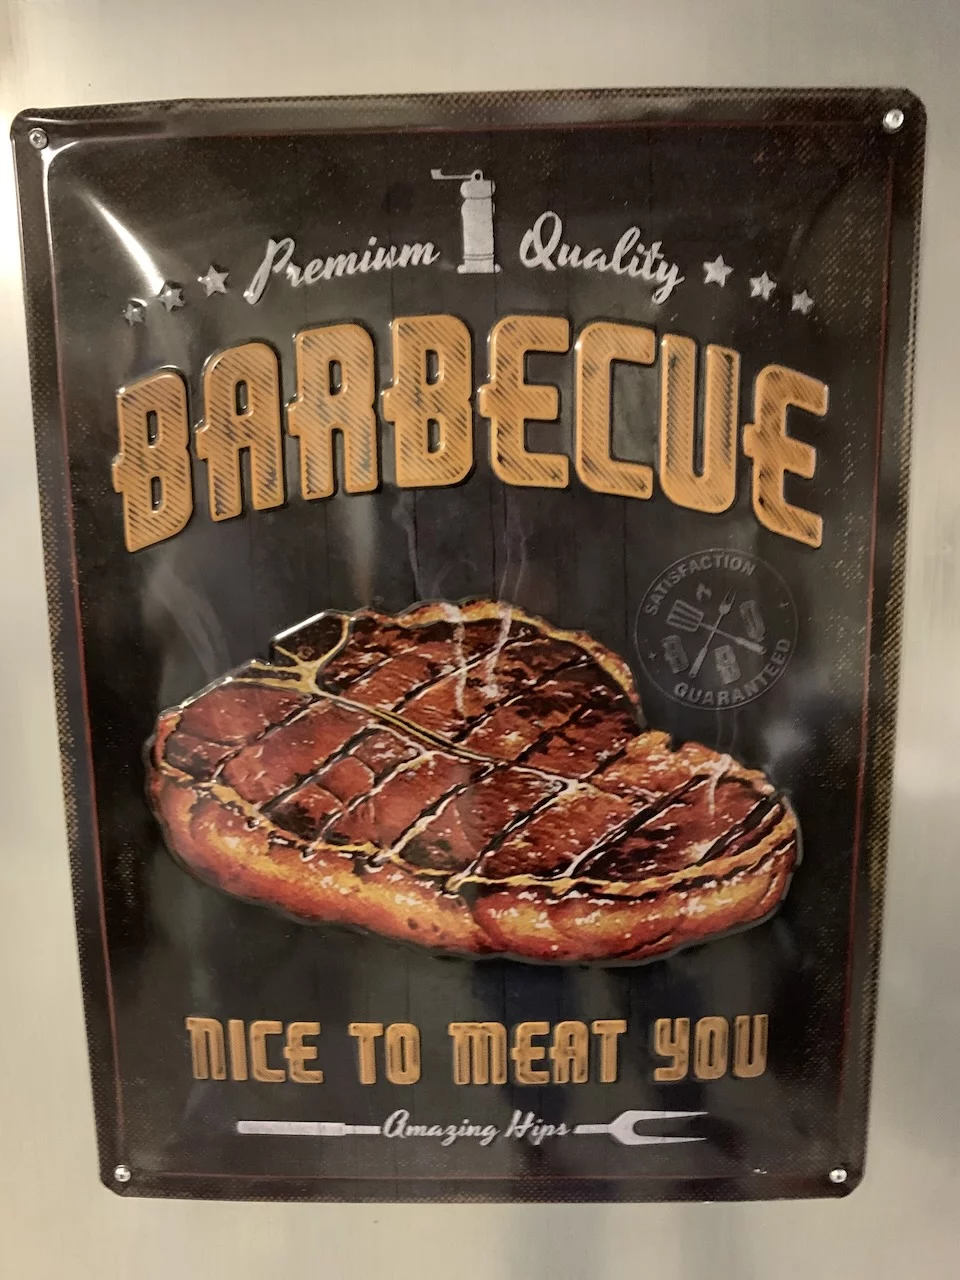 Premium Quality
BARBECUE
SATISFACTION
GUARANTEED
NICE TO MEAT YOU
Amazing Hips